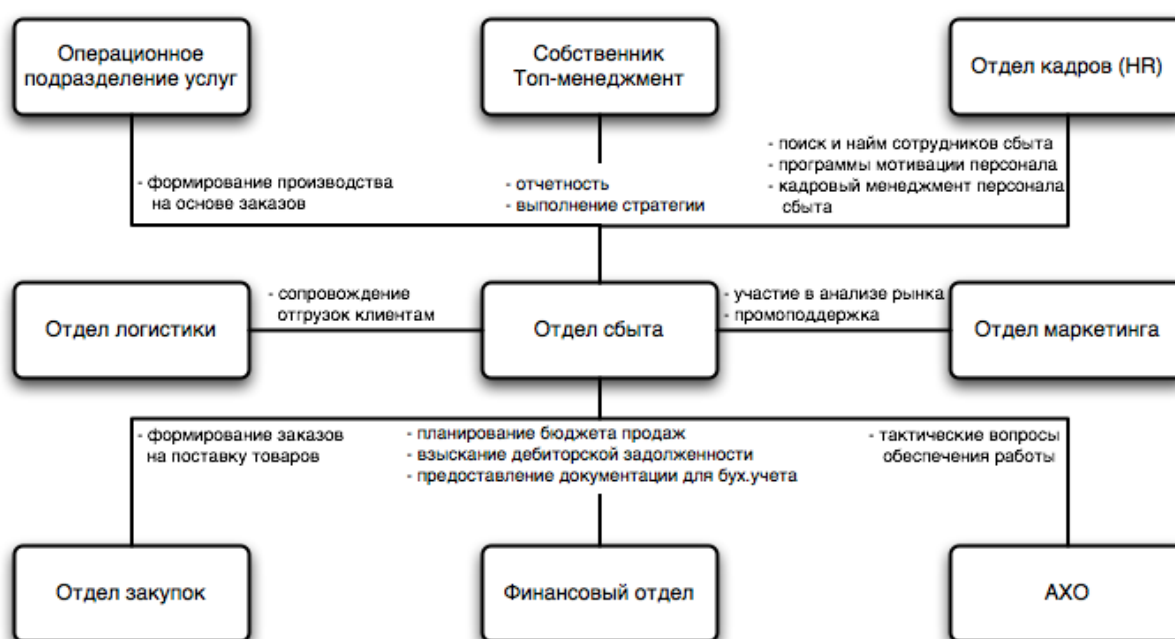 Операционное
подразделение услуг
Собственник
Топ-менеджмент
Отдел кадров (HR)
- формирование производства
на основе заказов
- отчетность
- выполнение стратегии
- поиск и найм сотрудников сбыта
- программы мотивации персонала
- кадровый менеджмент персонала
сбыта
Отдел логистики
- сопровождение
отгрузок клиентам
Отдел сбыта
- участие в анализе рынка
- промоподдержка
Отдел маркетинга
- формирование заказов
на поставку товаров
- планирование бюджета продаж
- взыскание дебиторской задолженности
- предоставление документации для бух.учета
- тактические вопросы
обеспечения работы
Отдел закупок
Финансовый отдел
АХО